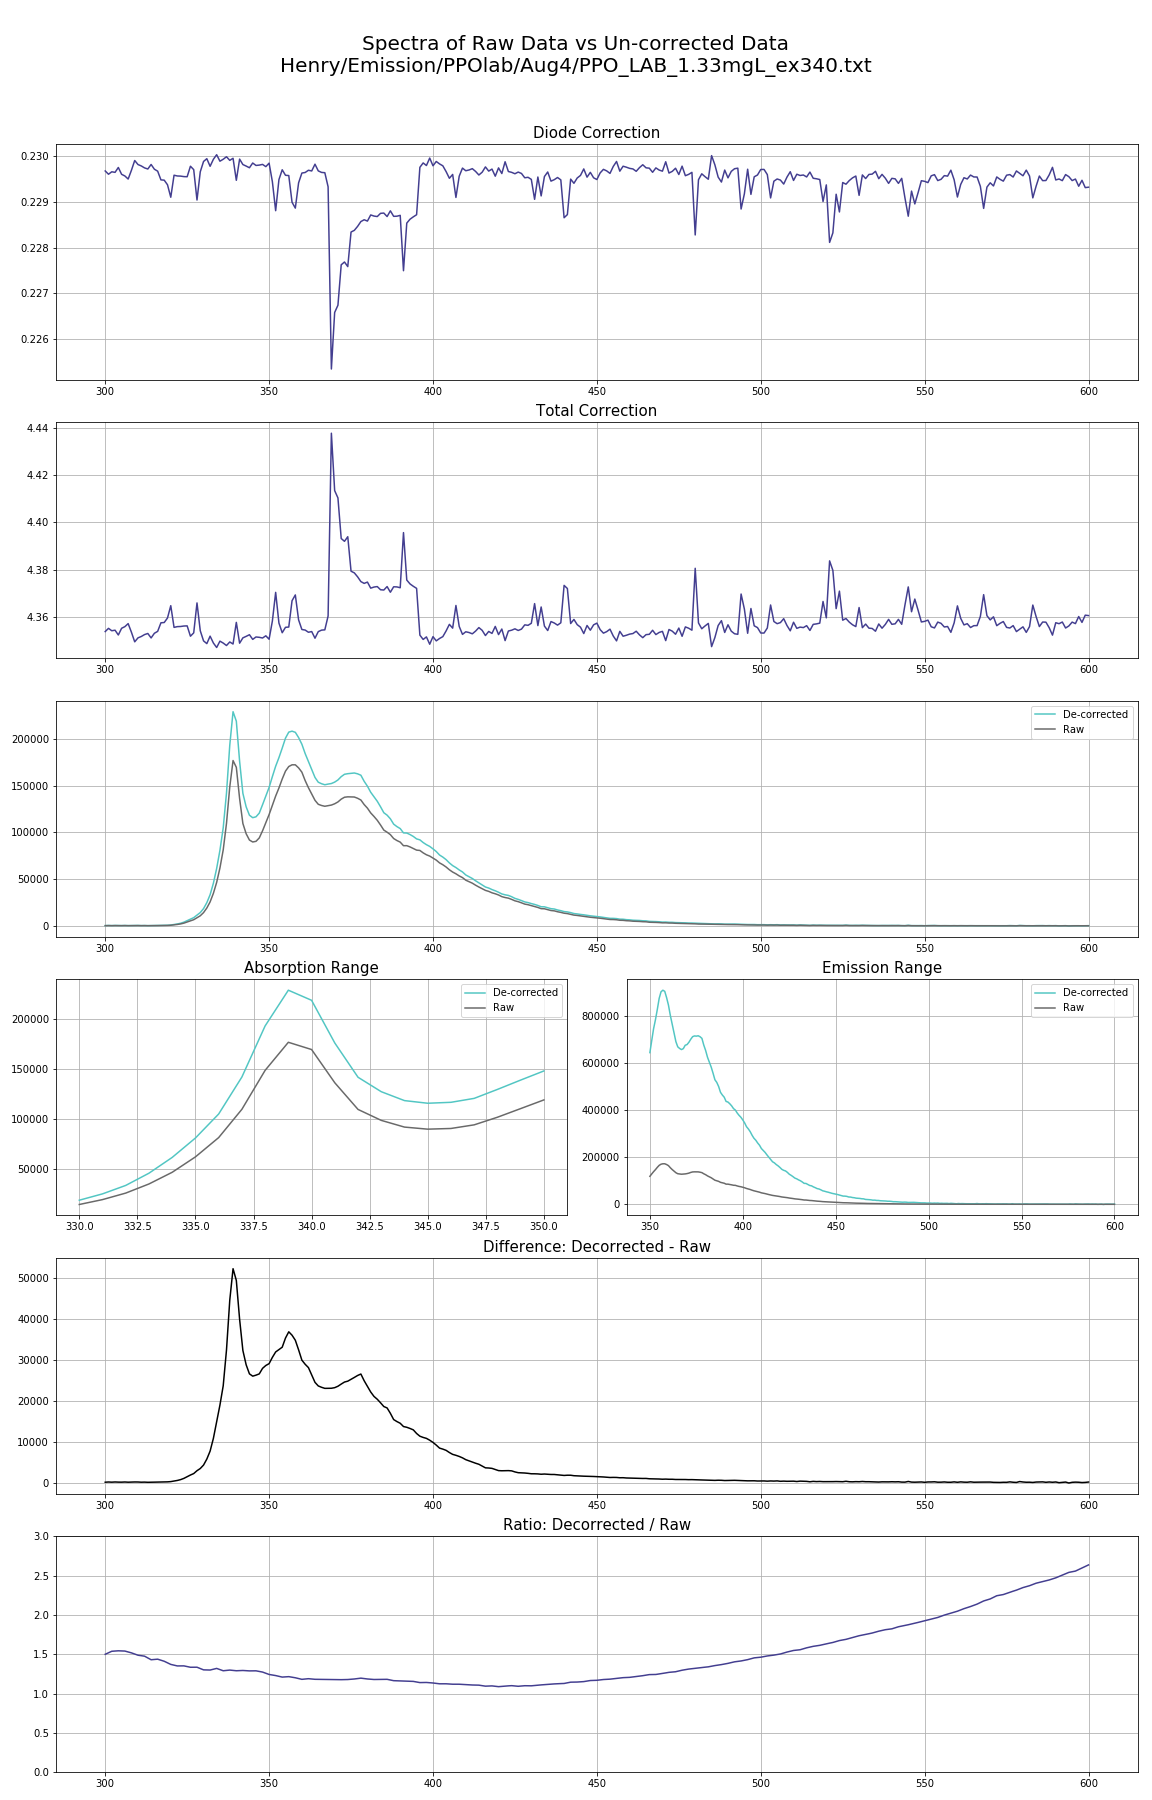 Spectra of Raw Data vs Un-corrected Data
Henry/Emission/PPOlab/Aug4/PPO_LAB_1.33mgL_ex340.txt
Diode Correction
0.230
0.229
0.228
0.227
0.226
300 350 400 450 500 550 600
Total Correction
4.44
4.42
4.40
4.38
4.36
300 350 400 450 500 550 600
De-corrected
Raw
200000
150000
100000
50000
0
300 350 400 450 500 550 600
Absorption Range
De-corrected
Raw
200000
150000
100000
50000
330.0 332.5 335.0 337.5 340.0 342.5 345.0 347.5 350.0
Emission Range
De-corrected
Raw
800000
600000
400000
200000
0
350 400 450 500 550 600
Difference: Decorrected - Raw
50000
40000
30000
20000
10000
0
300 350 400 450 500 550 600
Ratio: Decorrected / Raw
3.0
2.5
2.0
1.5
1.0
0.5
0.0
300 350 400 450 500 550 600